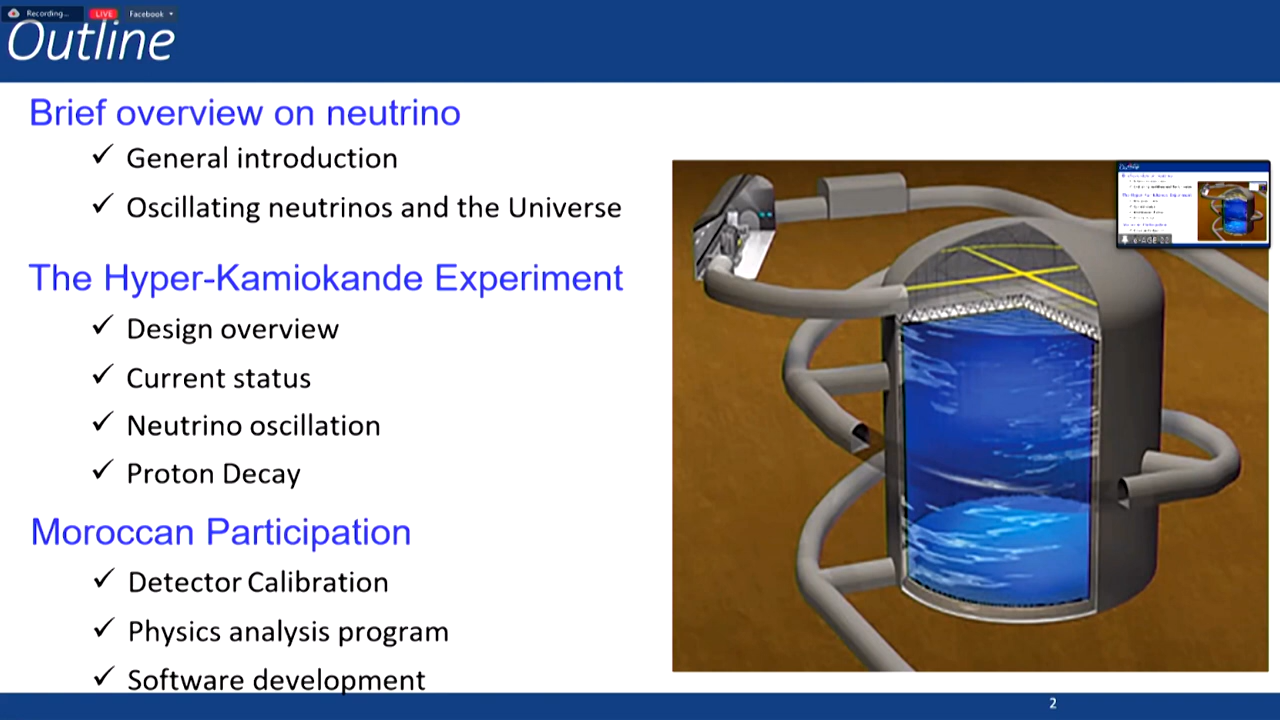 Recording...
LIVE
Facebook
Outline
Brief overview on neutrino
✓ General introduction
✓ Oscillating neutrinos and the Universe
The Hyper-Kamiokande Experiment
✓ Design overview
✓ Current status
✓ Neutrino oscillation
✓ Proton Decay
Moroccan Participation
✓ Detector Calibration
✓ Physics analysis program
✓ Software development
2